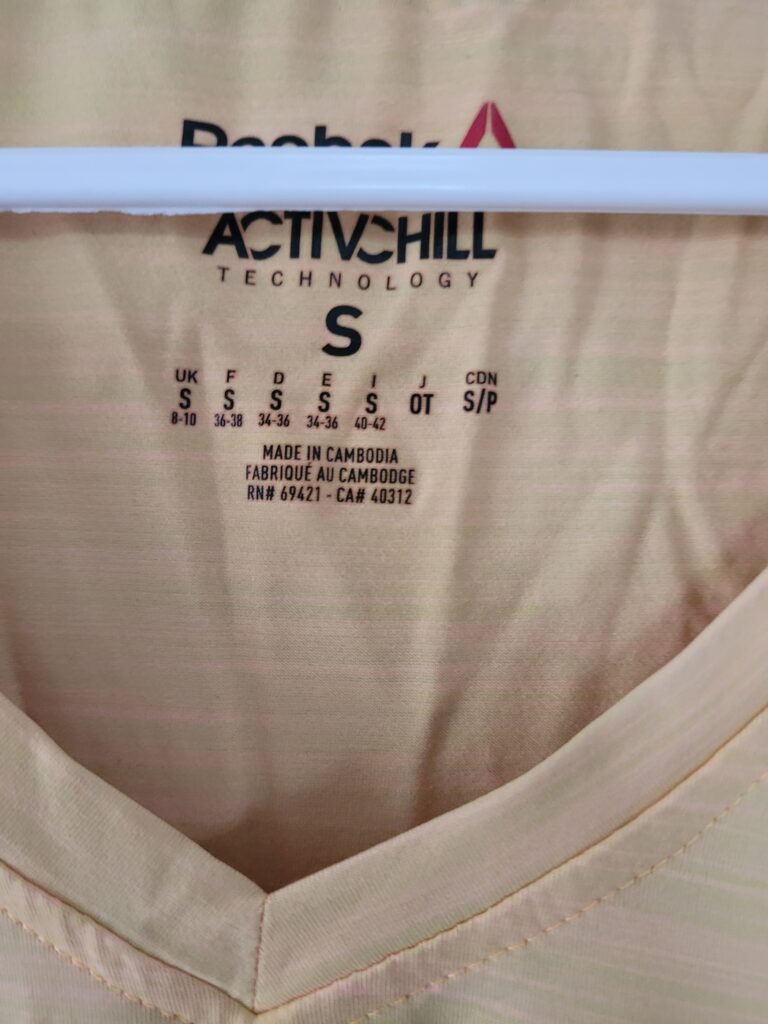 Reebok
ACTIVCHILL
TECHNOLOGY
S
UK F D E I J CDN
S S S S S OT S/P
8-10 36-38 34-36 34-36 40-42
MADE IN CAMBODIA
FABRIQUÉ AU CAMBODGE
RN# 69421 - CA# 40312